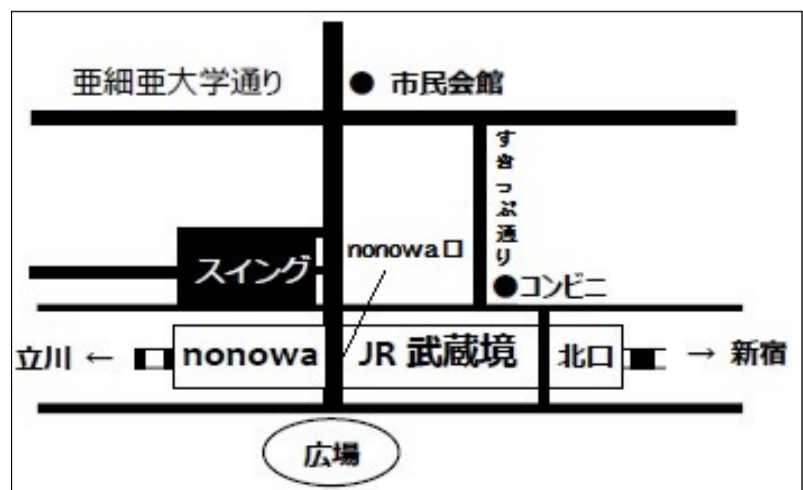 亜細亜大学通り
● 市民会館
すきっぷ通り
nonowa口
スイング
●コンビニ
立川 ←
nonowa
JR 武蔵境
北口
→ 新宿
広場